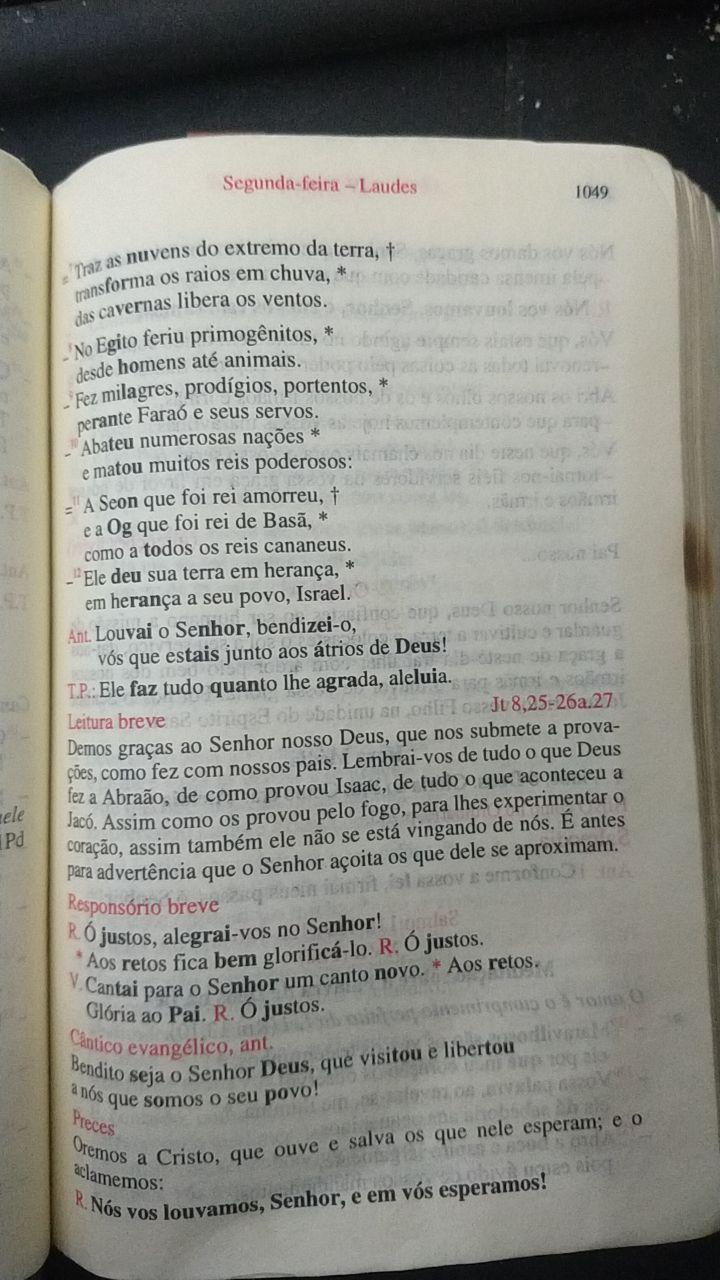 Segunda-feira – Laudes 1049
= ⁷Traz as nuvens do extremo da terra, †
transforma os raios em chuva, *
das cavernas libera os ventos.
– ⁸No Egito feriu primogênitos, *
desde homens até animais.
– ⁹Fez milagres, prodígios, portentos, *
perante Faraó e seus servos.
– ¹⁰Abateu numerosas nações *
e matou muitos reis poderosos:
= ¹¹A Seon que foi rei amorreu, †
e a Og que foi rei de Basã, *
como a todos os reis cananeus.
– ¹²Ele deu sua terra em herança, *
em herança a seu povo, Israel.
Ant. Louvai o Senhor, bendizei-o,
vós que estais junto aos átrios de Deus!
T.P.: Ele faz tudo quanto lhe agrada, aleluia.
Leitura breve Jt 8,25-26a.27
Demos graças ao Senhor nosso Deus, que nos submete a prova-
ções, como fez com nossos pais. Lembrai-vos de tudo o que Deus
fez a Abraão, de como provou Isaac, de tudo o que aconteceu a
Jacó. Assim como os provou pelo fogo, para lhes experimentar o
coração, assim também ele não se está vingando de nós. É antes
para advertência que o Senhor açoita os que dele se aproximam.
Responsório breve
R. Ó justos, alegrai-vos no Senhor!
* Aos retos fica bem glorificá-lo. R. Ó justos.
V. Cantai para o Senhor um canto novo. * Aos retos.
Glória ao Pai. R. Ó justos.
Cântico evangélico, ant.
Bendito seja o Senhor Deus, que visitou e libertou
a nós que somos o seu povo!
Preces
Oremos a Cristo, que ouve e salva os que nele esperam; e o
aclamemos:
R. Nós vos louvamos, Senhor, e em vós esperamos!